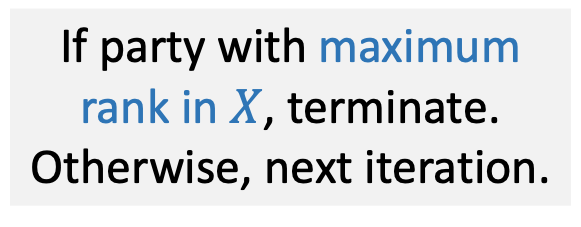 If party with maximum
rank in X, terminate.
Otherwise, next iteration.